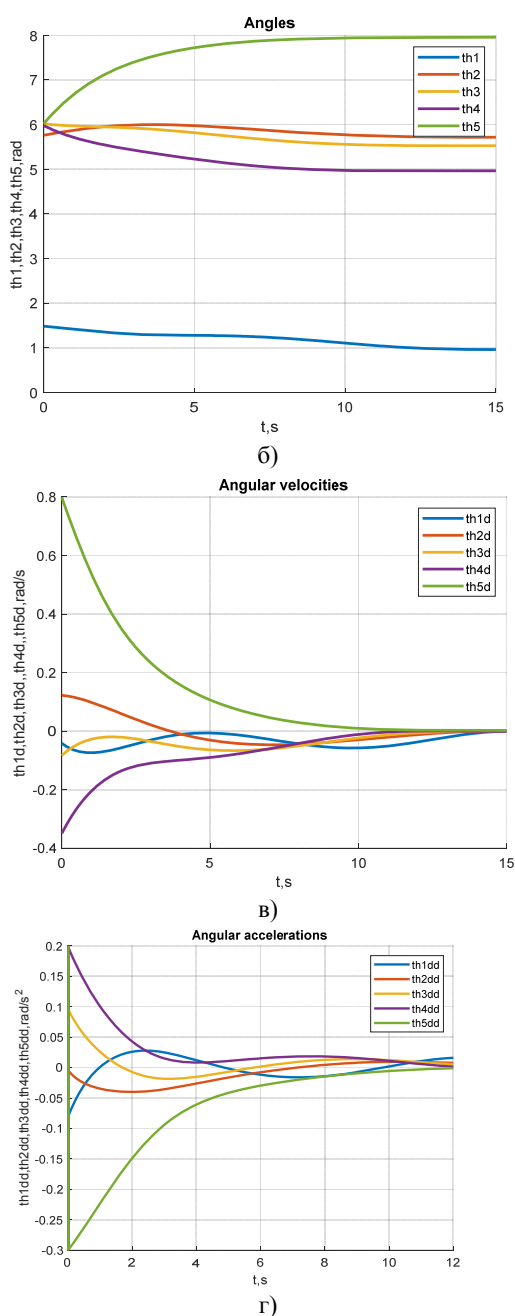 Angles
8
7
6
5
4
3
2
1
0
th1,th2,th3,th4,th5,rad
th1
th2
th3
th4
th5
0 5 10 15
t,s
б)
Angular velocities
0.8
0.6
0.4
0.2
0
-0.2
-0.4
th1d;th2d,th3d,,th4d,,th5d,rad/s
th1d
th2d
th3d
th4d
th5d
0 5 10 15
t,s
в)
Angular accelerations
0.2
0.15
0.1
0.05
0
-0.05
-0.1
-0.15
-0.2
-0.25
-0.3
th1dd,th2dd,th3dd,th4dd,th5dd,rad/s²
th1dd
th2dd
th3dd
th4dd
th5dd
0 2 4 6 8 10 12
t,s
г)